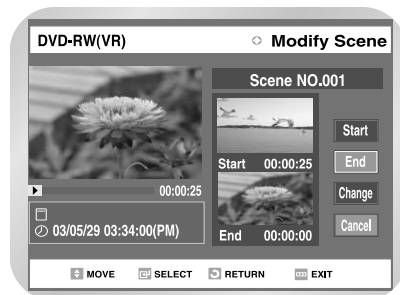 DVD-RW(VR)
Modify Scene
Scene NO.001
00:00:25
03/05/29 03:34:00(PM)
Start 00:00:25
End 00:00:00
Start
End
Change
Cancel
MOVE SELECT RETURN EXIT